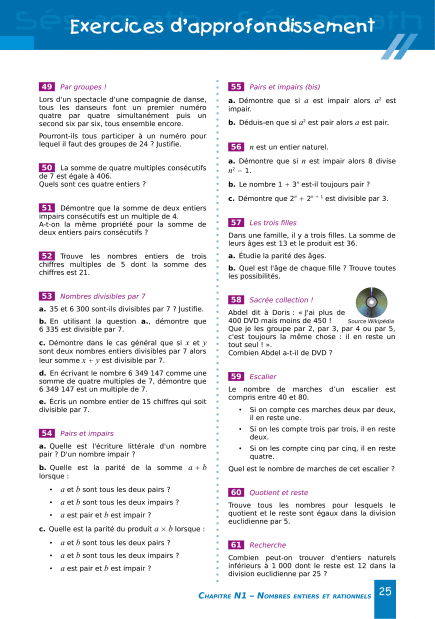 Exercices d'approfondissement
49 Par groupes !
Lors d'un spectacle d'une compagnie de danse,
tous les danseurs font un premier numéro
quatre par quatre simultanément puis un
second six par six, tous ensemble encore.
Pourront-ils tous participer à un numéro pour
lequel il faut des groupes de 24 ? Justifie.
50 La somme de quatre multiples consécutifs
de 7 est égale à 406.
Quels sont ces quatre entiers ?
51 Démontre que la somme de deux entiers
impairs consécutifs est un multiple de 4.
A-t-on la même propriété pour la somme de
deux entiers pairs consécutifs ?
52 Trouve les nombres entiers de trois
chiffres multiples de 5 dont la somme des
chiffres est 21.
53 Nombres divisibles par 7
a. 35 et 6 300 sont-ils divisibles par 7 ? Justifie.
b. En utilisant la question a., démontre que
6 335 est divisible par 7.
c. Démontre dans le cas général que si x et y
sont deux nombres entiers divisibles par 7 alors
leur somme x + y est divisible par 7.
d. En écrivant le nombre 6 349 147 comme une
somme de quatre multiples de 7, démontre que
6 349 147 est un multiple de 7.
e. Écris un nombre entier de 15 chiffres qui soit
divisible par 7.
54 Pairs et impairs
a. Quelle est l'écriture littérale d'un nombre
pair ? D'un nombre impair ?
b. Quelle est la parité de la somme a + b
lorsque :
• a et b sont tous les deux pairs ?
• a et b sont tous les deux impairs ?
• a est pair et b est impair ?
c. Quelle est la parité du produit a × b lorsque :
• a et b sont tous les deux pairs ?
• a et b sont tous les deux impairs ?
• a est pair et b est impair ?
55 Pairs et impairs (bis)
a. Démontre que si a est impair alors a² est
impair.
b. Déduis-en que si a² est pair alors a est pair.
56 n est un entier naturel.
a. Démontre que si n est impair alors 8 divise
n² − 1.
b. Le nombre 1 + 3ⁿ est-il toujours pair ?
c. Démontre que 2ⁿ + 2ⁿ⁺¹ est divisible par 3.
57 Les trois filles
Dans une famille, il y a trois filles. La somme de
leurs âges est 13 et le produit est 36.
a. Étudie la parité des âges.
b. Quel est l'âge de chaque fille ? Trouve toutes
les possibilités.
58 Sacrée collection !
Abdel dit à Doris : « J'ai plus de
400 DVD mais moins de 450 !
Source Wikipédia
Que je les groupe par 2, par 3, par 4 ou par 5,
c'est toujours la même chose : il en reste un
tout seul ! ».
Combien Abdel a-t-il de DVD ?
59 Escalier
Le nombre de marches d'un escalier est
compris entre 40 et 80.
• Si on compte ces marches deux par deux,
il en reste une.
• Si on les compte trois par trois, il en reste
deux.
• Si on les compte cinq par cinq, il en reste
quatre.
Quel est le nombre de marches de cet escalier ?
60 Quotient et reste
Trouve tous les nombres pour lesquels le
quotient et le reste sont égaux dans la division
euclidienne par 5.
61 Recherche
Combien peut-on trouver d'entiers naturels
inférieurs à 1 000 dont le reste est 12 dans la
division euclidienne par 25 ?
CHAPITRE N1 – NOMBRES ENTIERS ET RATIONNELS 25